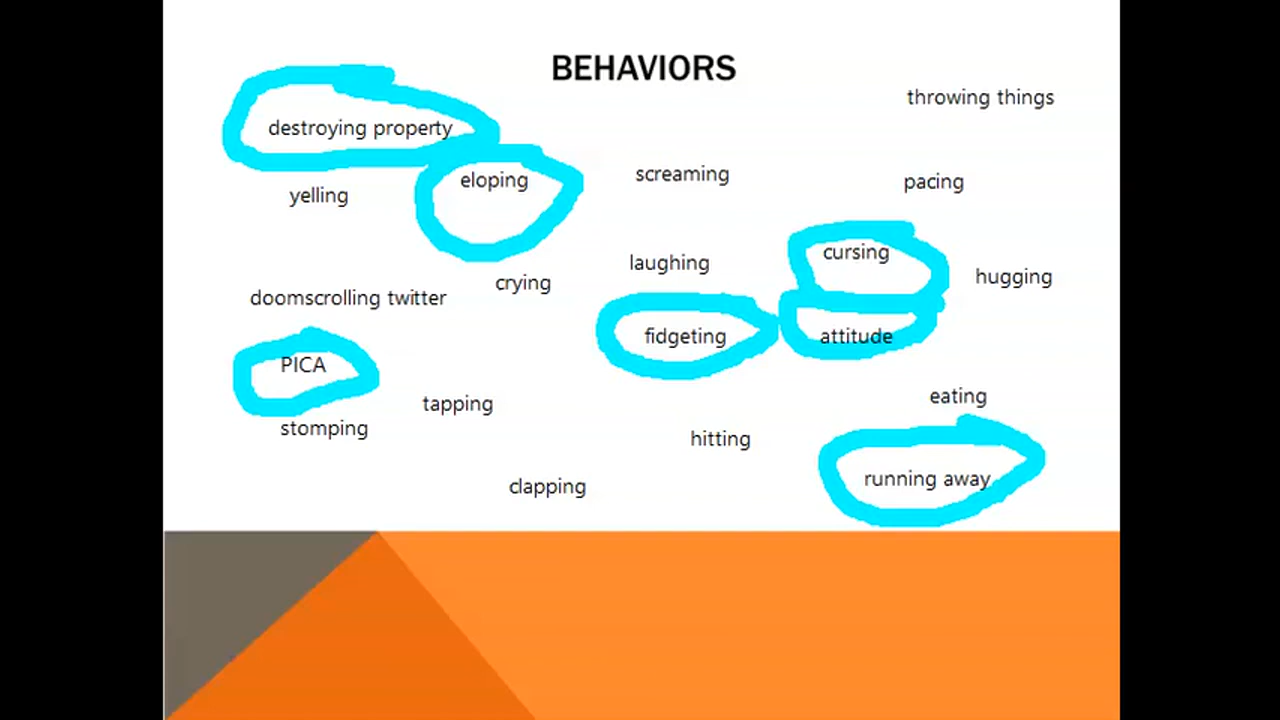 BEHAVIORS
throwing things
destroying property
yelling
eloping
screaming
pacing
cursing
laughing
hugging
crying
doomscrolling twitter
fidgeting
attitude
PICA
tapping
eating
stomping
hitting
running away
clapping